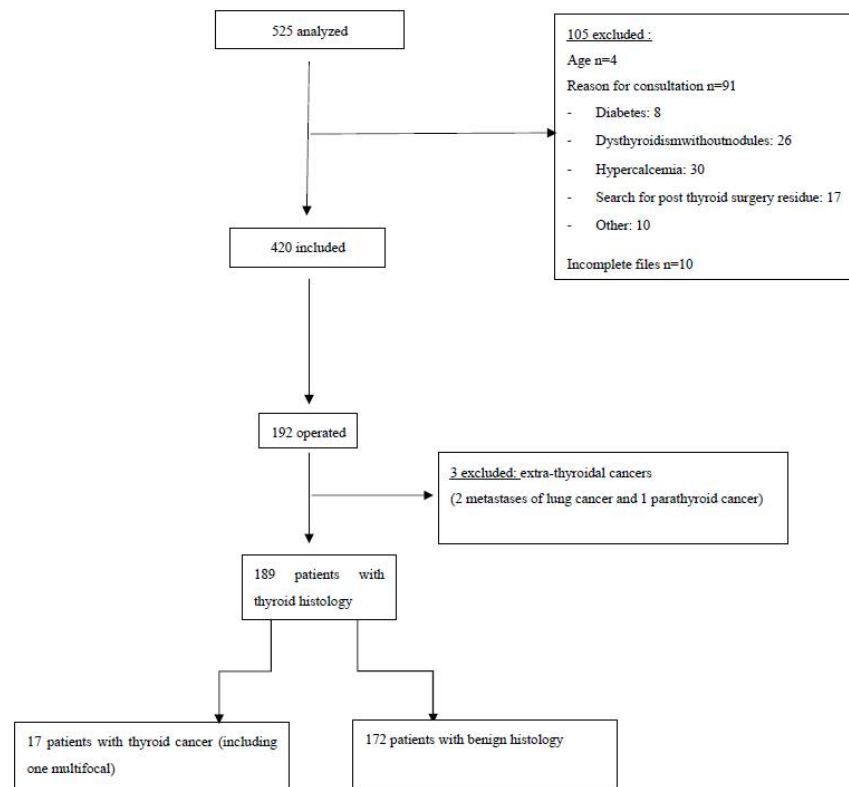 525 analyzed
105 excluded :
Age n=4
Reason for consultation n=91
- Diabetes: 8
- Dysthyroidismwithoutnodules: 26
- Hypercalcemia: 30
- Search for post thyroid surgery residue: 17
- Other: 10
Incomplete files n=10
420 included
192 operated
3 excluded: extra-thyroidal cancers
(2 metastases of lung cancer and 1 parathyroid cancer)
189 patients with
thyroid histology
17 patients with thyroid cancer (including
one multifocal)
172 patients with benign histology